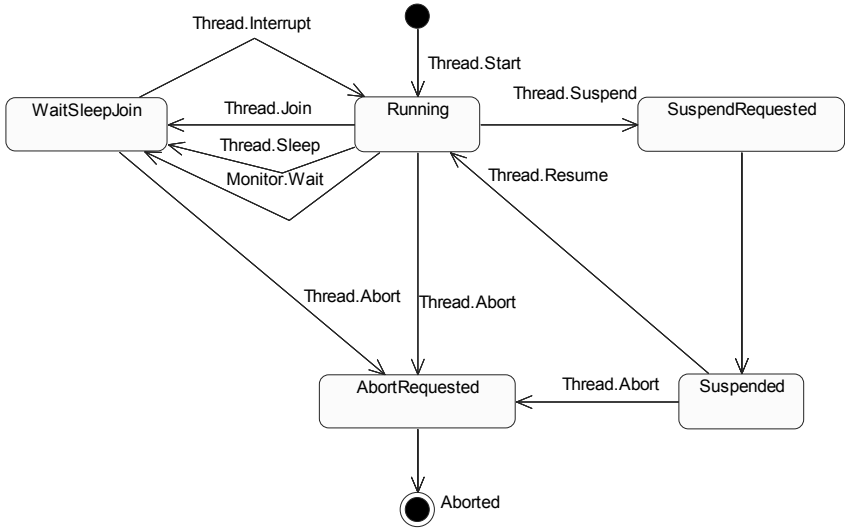 Thread.Interrupt
Thread.Start
WaitSleepJoin
Thread.Join
Running
Thread.Suspend
SuspendRequested
Thread.Sleep
Monitor.Wait
Thread.Resume
Thread.Abort
Thread.Abort
AbortRequested
Thread.Abort
Suspended
Aborted